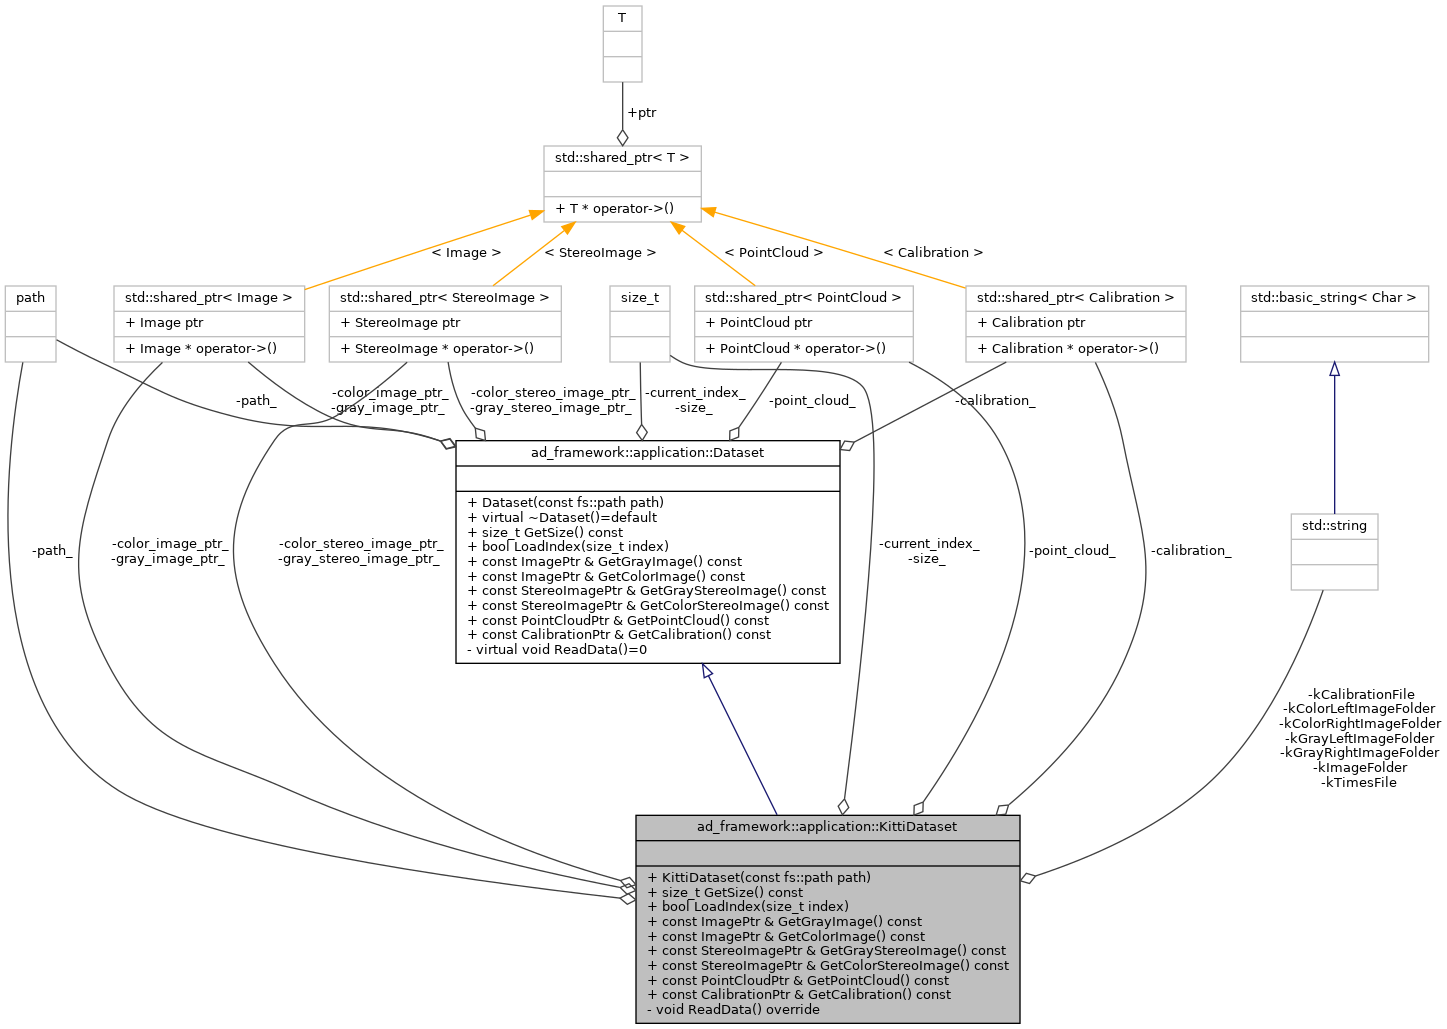 T
+ptr
std::shared_ptr< T >
+ T * operator->()
< Image >
< StereoImage >
< PointCloud >
< Calibration >
path
std::shared_ptr< Image >
+ Image ptr
+ Image * operator->()
std::shared_ptr< StereoImage >
+ StereoImage ptr
+ StereoImage * operator->()
size_t
std::shared_ptr< PointCloud >
+ PointCloud ptr
+ PointCloud * operator->()
std::shared_ptr< Calibration >
+ Calibration ptr
+ Calibration * operator->()
std::basic_string< Char >
-path_
-color_image_ptr_
-gray_image_ptr_
-color_stereo_image_ptr_
-gray_stereo_image_ptr_
-current_index_
-size_
-point_cloud_
-calibration_
ad_framework::application::Dataset
+ Dataset(const fs::path path)
+ virtual ~Dataset()=default
+ size_t GetSize() const
+ bool LoadIndex(size_t index)
+ const ImagePtr & GetGrayImage() const
+ const ImagePtr & GetColorImage() const
+ const StereoImagePtr & GetGrayStereoImage() const
+ const StereoImagePtr & GetColorStereoImage() const
+ const PointCloudPtr & GetPointCloud() const
+ const CalibrationPtr & GetCalibration() const
- virtual void ReadData()=0
std::string
-path_
-color_image_ptr_
-gray_image_ptr_
-color_stereo_image_ptr_
-gray_stereo_image_ptr_
-current_index_
-size_
-point_cloud_
-calibration_
-kCalibrationFile
-kColorLeftImageFolder
-kColorRightImageFolder
-kGrayLeftImageFolder
-kGrayRightImageFolder
-kImageFolder
-kTimesFile
ad_framework::application::KittiDataset
+ KittiDataset(const fs::path path)
+ size_t GetSize() const
+ bool LoadIndex(size_t index)
+ const ImagePtr & GetGrayImage() const
+ const ImagePtr & GetColorImage() const
+ const StereoImagePtr & GetGrayStereoImage() const
+ const StereoImagePtr & GetColorStereoImage() const
+ const PointCloudPtr & GetPointCloud() const
+ const CalibrationPtr & GetCalibration() const
- void ReadData() override